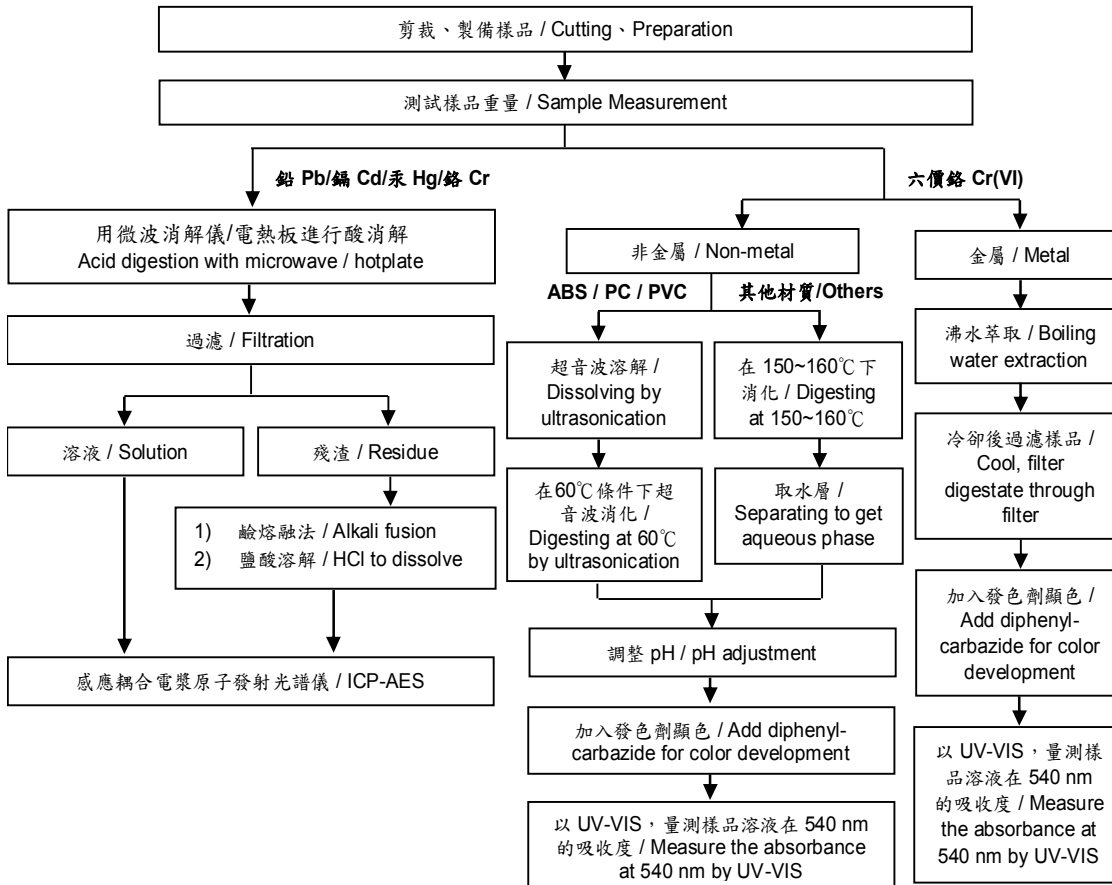 剪裁、製備樣品 / Cutting、Preparation
測試樣品重量 / Sample Measurement
鉛 Pb/鎘 Cd/汞 Hg/鉻 Cr
六價鉻 Cr(VI)
用微波消解儀/電熱板進行酸消解
Acid digestion with microwave / hotplate
過濾 / Filtration
溶液 / Solution
殘渣 / Residue
1) 鹼熔融法 / Alkali fusion
2) 鹽酸溶解 / HCl to dissolve
感應耦合電漿原子發射光譜儀 / ICP-AES
非金屬 / Non-metal
ABS / PC / PVC
其他材質/Others
超音波溶解 /
Dissolving by
ultrasonication
在60℃條件下超
音波消化 /
Digesting at 60℃
by ultrasonication
在 150~160℃下
消化 / Digesting
at 150~160℃
取水層 /
Separating to get
aqueous phase
調整 pH / pH adjustment
加入發色劑顯色 / Add diphenyl-
carbazide for color development
以 UV-VIS，量測樣品溶液在 540 nm
的吸收度 / Measure the absorbance
at 540 nm by UV-VIS
金屬 / Metal
沸水萃取 / Boiling
water extraction
冷卻後過濾樣品 /
Cool, filter
digestate through
filter
加入發色劑顯色 /
Add diphenyl-
carbazide for color
development
以 UV-VIS，量測樣
品溶液在 540 nm
的吸收度 / Measure
the absorbance at
540 nm by UV-VIS